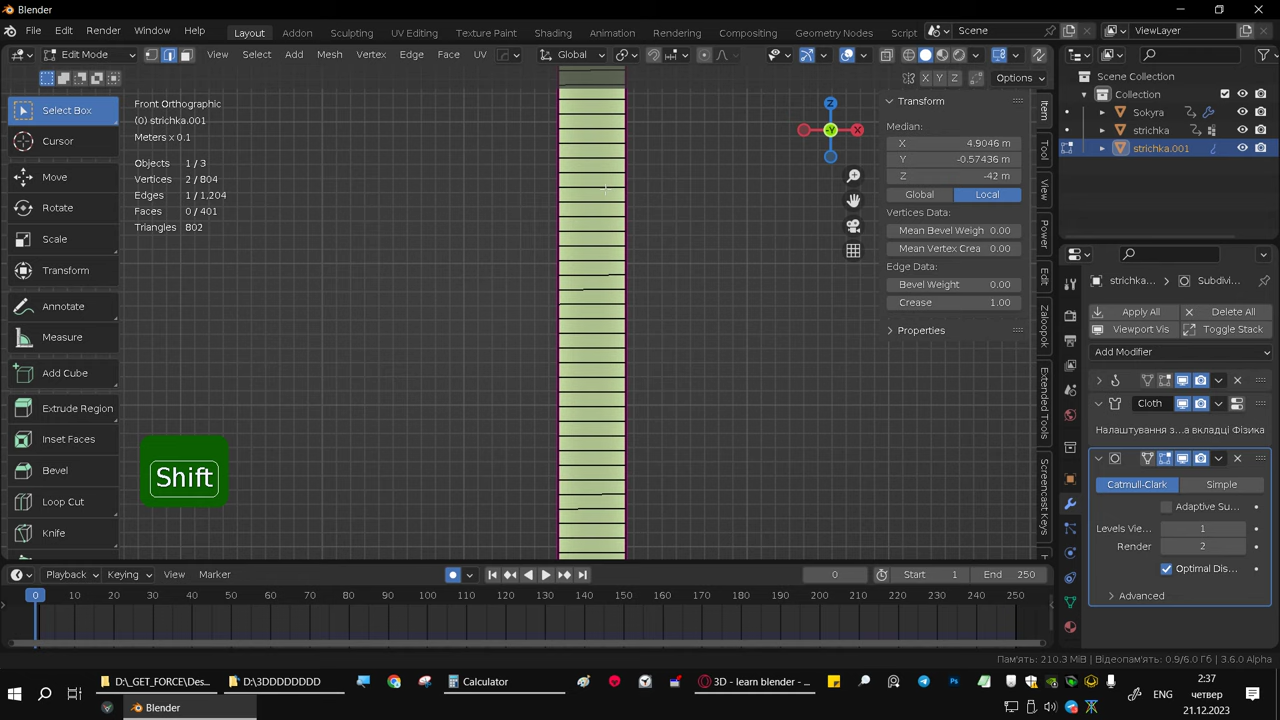 Blender
File Edit Render Window Help Layout Addon Sculpting UV Editing Texture Paint Shading Animation Rendering Compositing Geometry Nodes Script Scene ViewLayer
Edit Mode View Select Add Mesh Vertex Edge Face UV Global
X Y Z Options
Select Box
Cursor
Move
Rotate
Scale
Transform
Annotate
Measure
Add Cube
Extrude Region
Inset Faces
Bevel
Loop Cut
Knife
Front Orthographic
(0) strichka.001
Meters x 0.1
Objects 1 / 3
Vertices 2 / 804
Edges 1 / 1,204
Faces 0 / 401
Triangles 802
Shift
Z
-Y
X
Transform
Median:
X 4.9046 m
Y -0.57436 m
Z -42 m
Global Local
Vertices Data:
Mean Bevel Weigh 0.00
Mean Vertex Crea 0.00
Edge Data:
Bevel Weight 0.00
Crease 1.00
Properties
Item
Tool
View
Power
Edit
Zaloopok
Extended Tools
Screencast Keys
Scene Collection
Collection
Sokyra
strichka
strichka.001
strichka... Subdivi...
Apply All Delete All
Viewport Vis Toggle Stack
Add Modifier
Cloth
Налаштування з...а вкладці Фізика
Catmull-Clark Simple
Adaptive Su...
Levels Vie... 1
Render 2
Optimal Dis...
Advanced
Playback Keying View Marker 0 Start 1 End 250
0 10 20 30 40 50 60 70 80 90 100 110 120 130 140 150 160 170 180 190 200 210 220 230 240 250
Пам'ять: 210.3 MiB | Відеопам'ять: 0.9/6.0 Гб | 3.6.0 Alpha
D:\_GET_FORCE\Des... D:\3DDDDDDDD Calculator 3D - learn blender - ...
Blender
ENG
2:37
четвер
21.12.2023